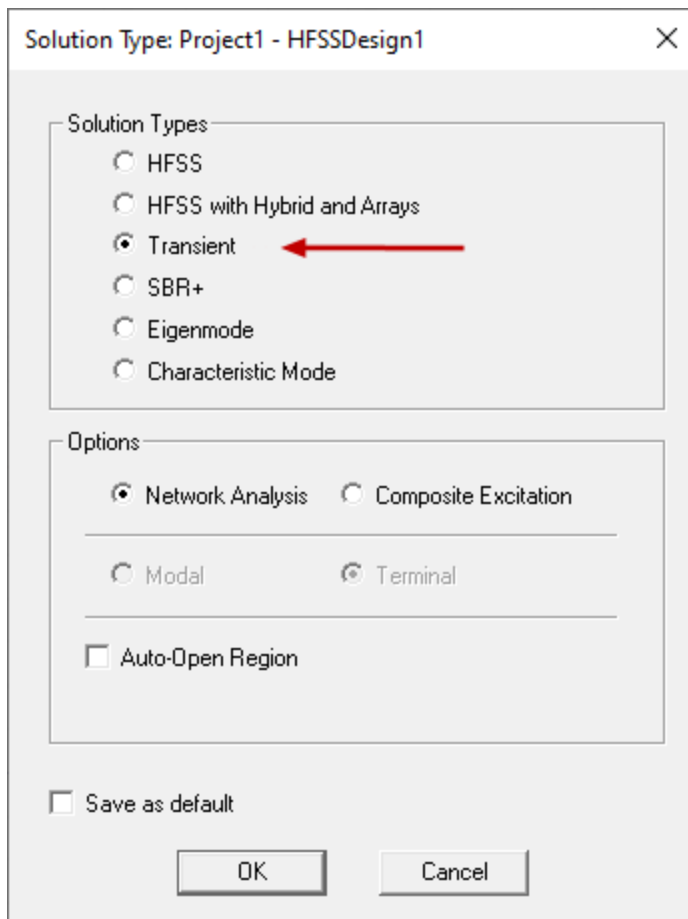 Solution Type: Project1 - HFSSDesign1
Solution Types
HFSS
HFSS with Hybrid and Arrays
Transient
SBR+
Eigenmode
Characteristic Mode
Options
Network Analysis Composite Excitation
Modal Terminal
Auto-Open Region
Save as default
OK Cancel